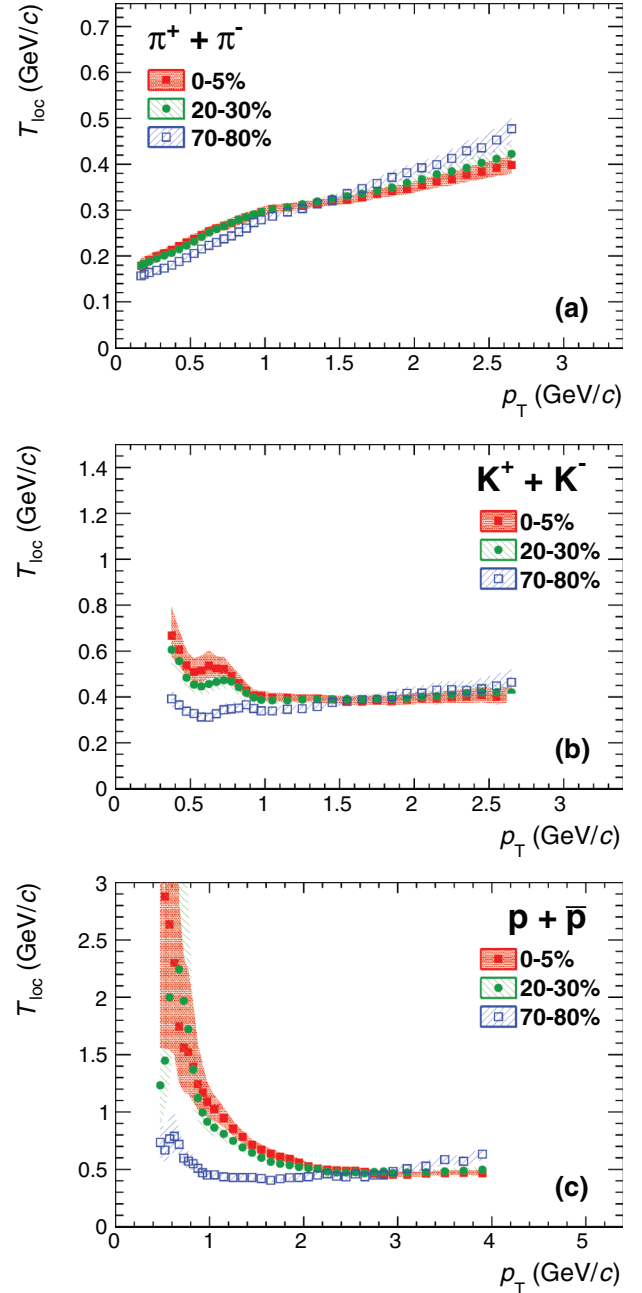 T_loc (GeV/c)
0.7
0.6
0.5
0.4
0.3
0.2
0.1
0
π⁺ + π⁻
0-5%
20-30%
70-80%
(a)
0 0.5 1 1.5 2 2.5 3
p_T (GeV/c)
T_loc (GeV/c)
1.4
1.2
1
0.8
0.6
0.4
0.2
0
K⁺ + K⁻
0-5%
20-30%
70-80%
(b)
0 0.5 1 1.5 2 2.5 3
p_T (GeV/c)
T_loc (GeV/c)
3
2.5
2
1.5
1
0.5
0
p + p̅
0-5%
20-30%
70-80%
(c)
0 1 2 3 4 5
p_T (GeV/c)